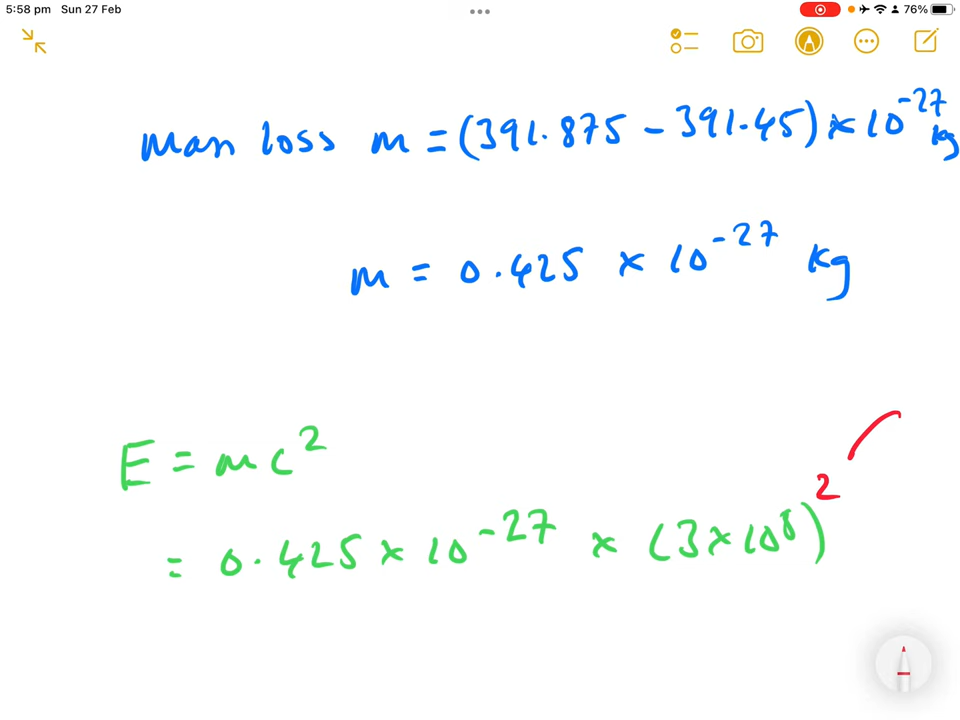 5:58 pm Sun 27 Feb 76%
mass loss m = (391.875 - 391.45) × 10⁻²⁷ kg
m = 0.425 × 10⁻²⁷ kg
E = mc²
= 0.425 × 10⁻²⁷ × (3 × 10⁸)²